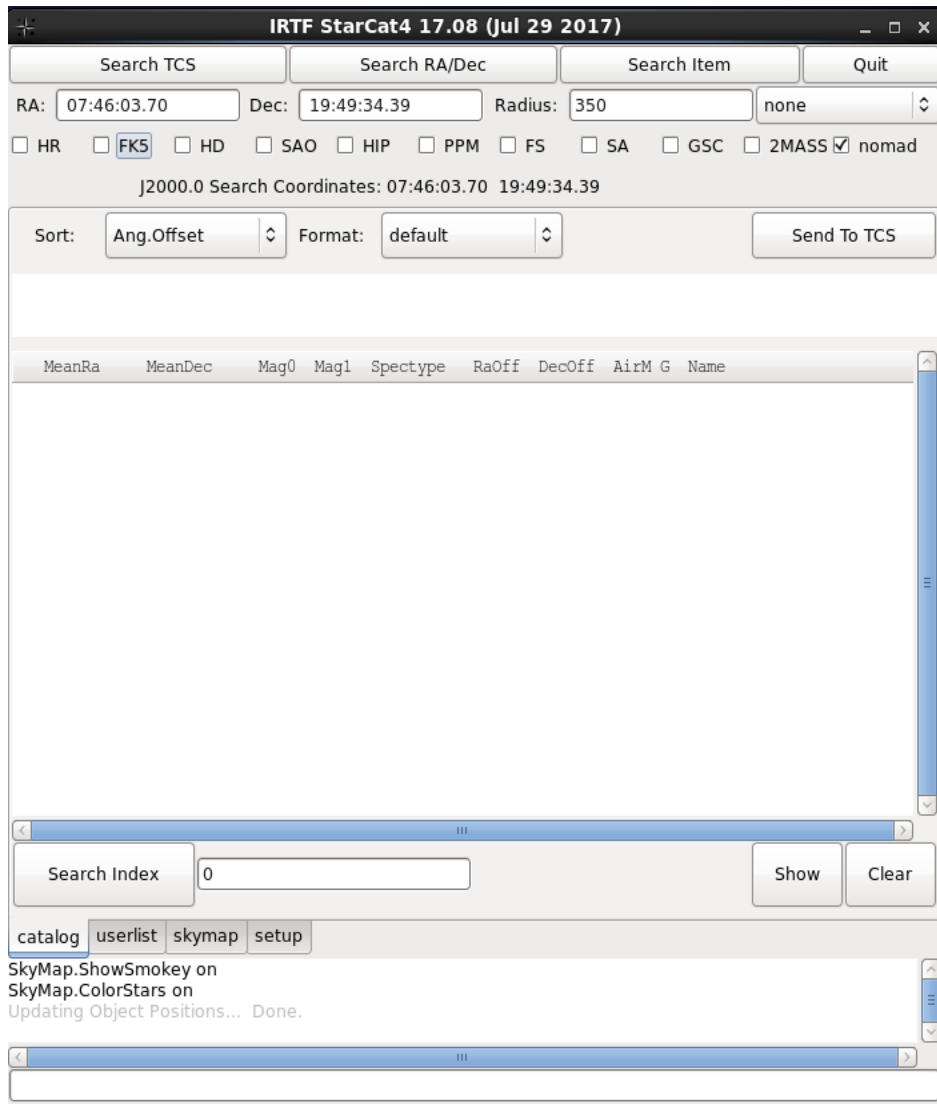 IRTF StarCat4 17.08 (Jul 29 2017)
Search TCS Search RA/Dec Search Item Quit
RA: 07:46:03.70 Dec: 19:49:34.39 Radius: 350 none
HR FK5 HD SAO HIP PPM FS SA GSC 2MASS nomad
J2000.0 Search Coordinates: 07:46:03.70 19:49:34.39
Sort: Ang.Offset Format: default Send To TCS
MeanRa MeanDec Mag0 Mag1 Spectype RaOff DecOff AirM G Name
Search Index 0 Show Clear
catalog userlist skymap setup
SkyMap.ShowSmokey on
SkyMap.ColorStars on
Updating Object Positions... Done.